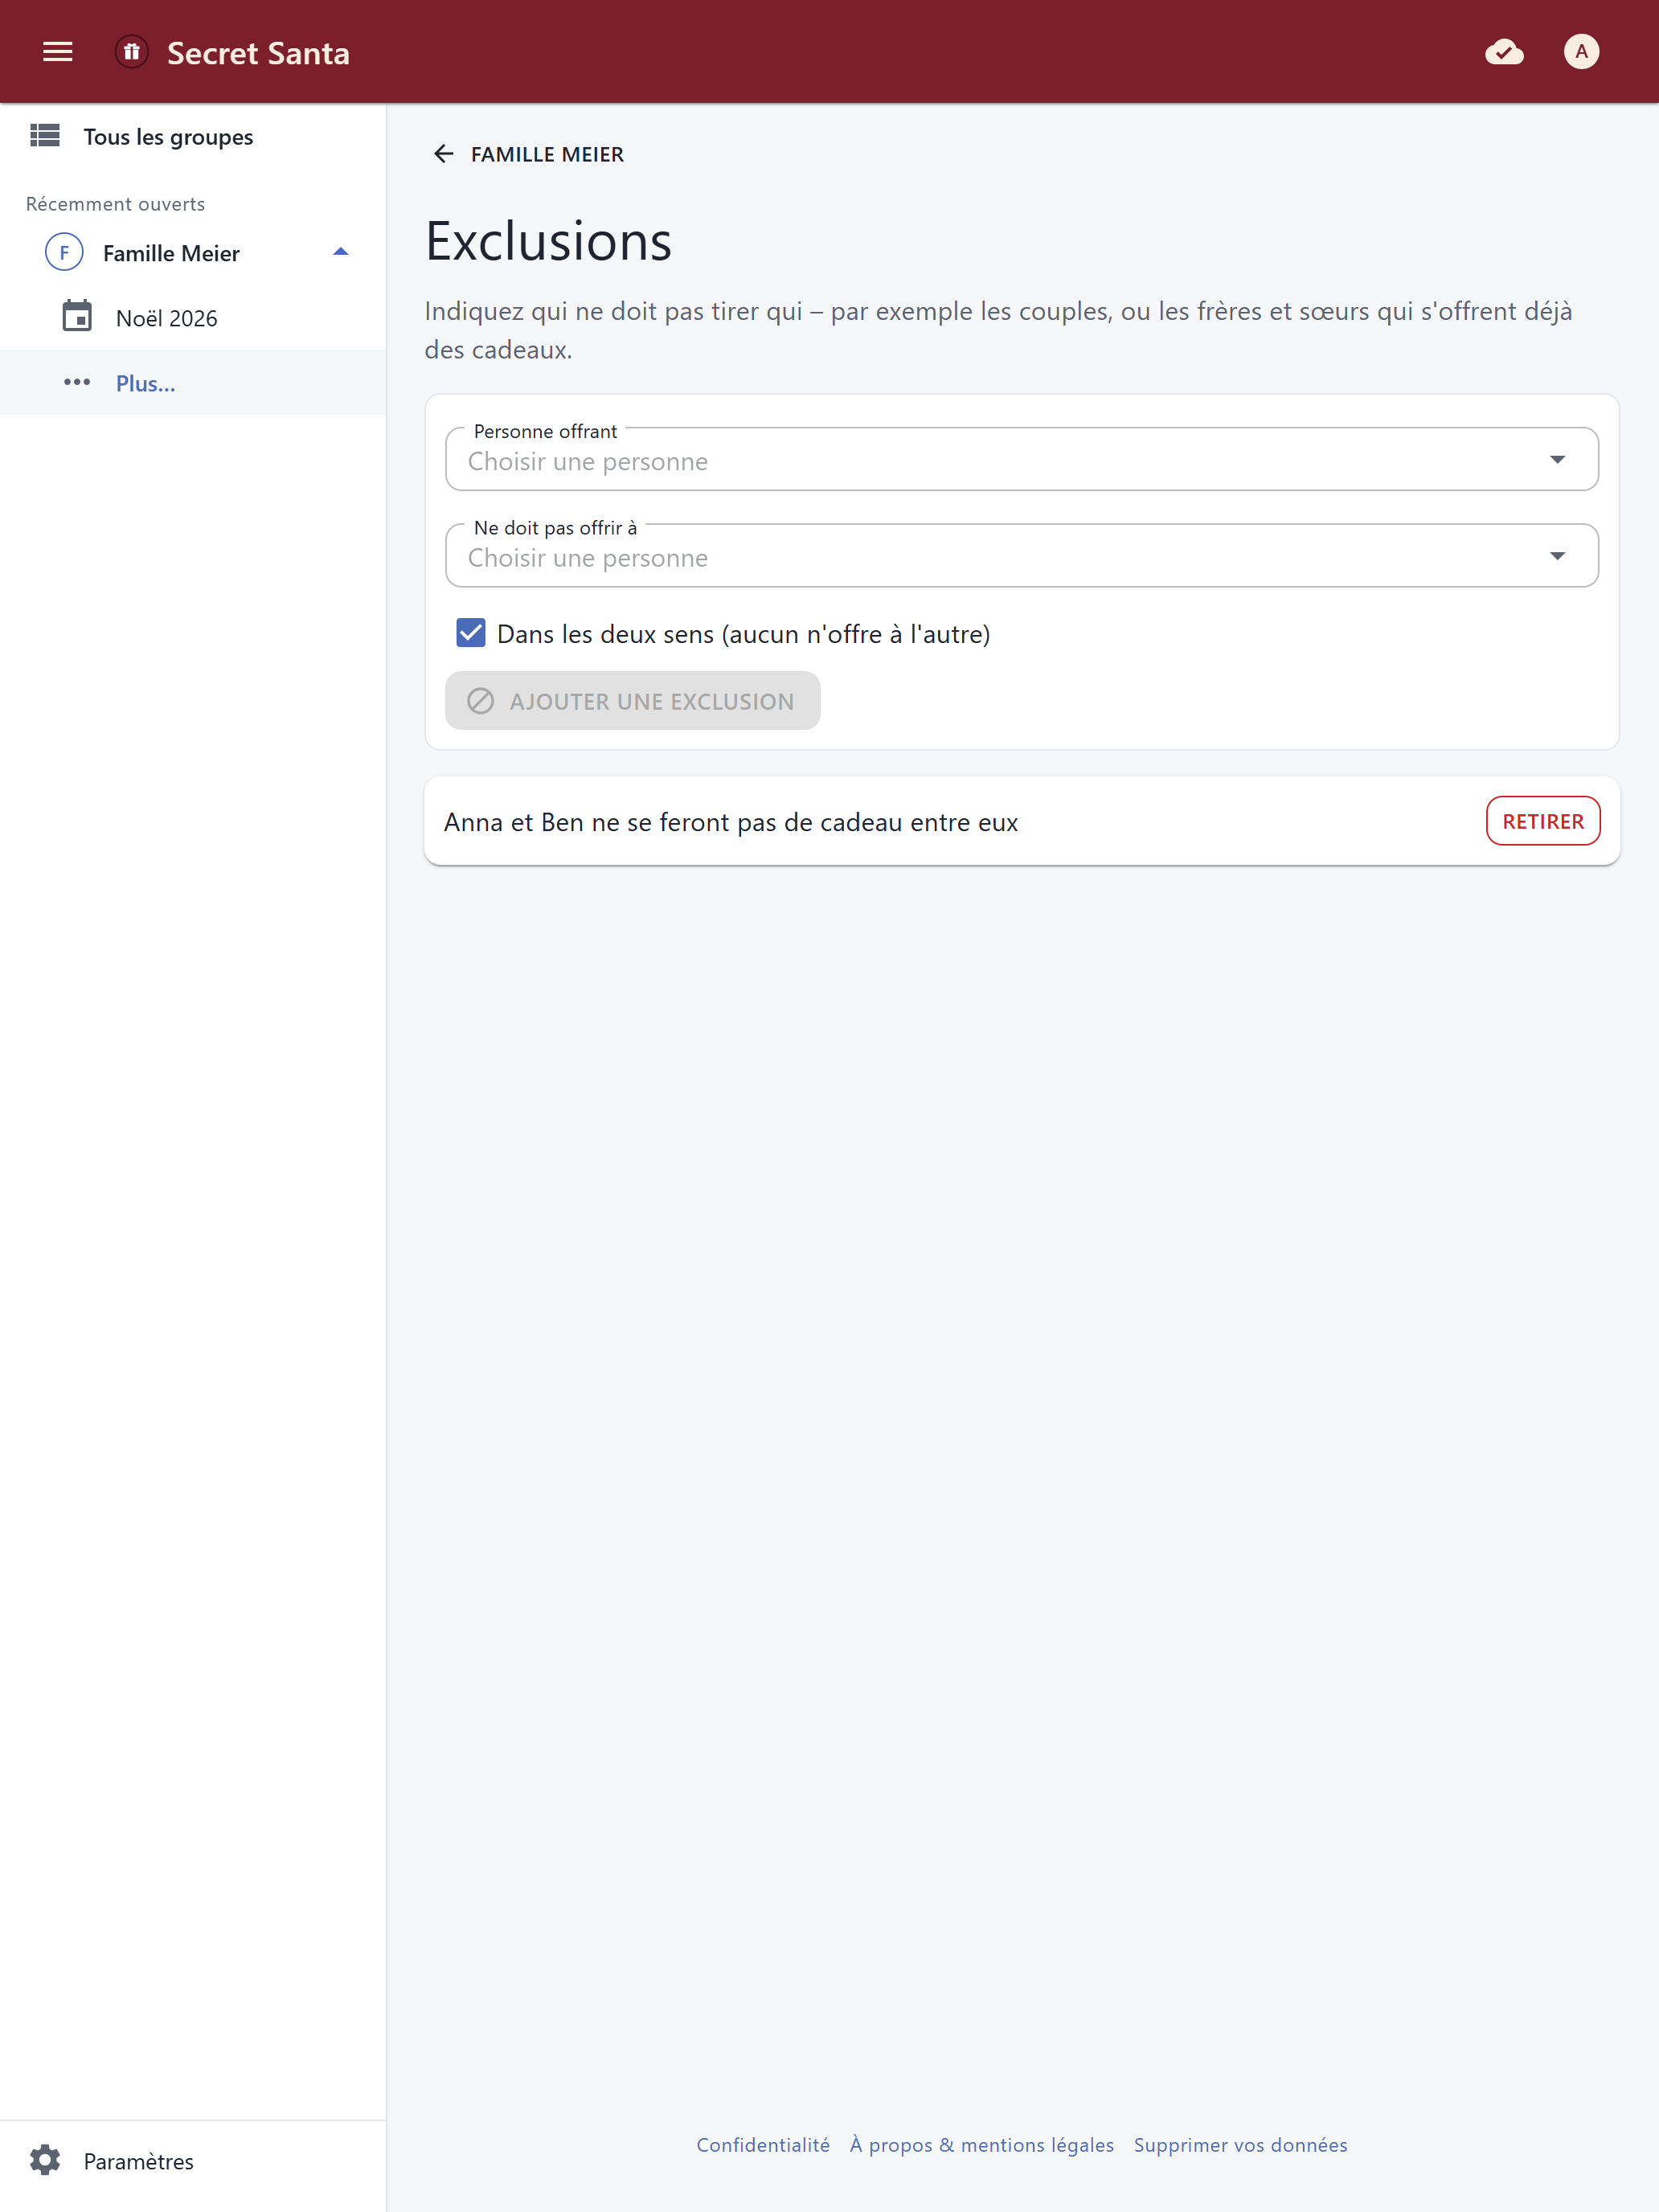 Secret Santa
A
Tous les groupes
Récemment ouverts
F
Famille Meier
Noël 2026
Plus...
FAMILLE MEIER
Exclusions
Indiquez qui ne doit pas tirer qui – par exemple les couples, ou les frères et sœurs qui s'offrent déjà
des cadeaux.
Personne offrant
Choisir une personne
Ne doit pas offrir à
Choisir une personne
Dans les deux sens (aucun n'offre à l'autre)
AJOUTER UNE EXCLUSION
Anna et Ben ne se feront pas de cadeau entre eux
RETIRER
Paramètres
Confidentialité À propos & mentions légales Supprimer vos données